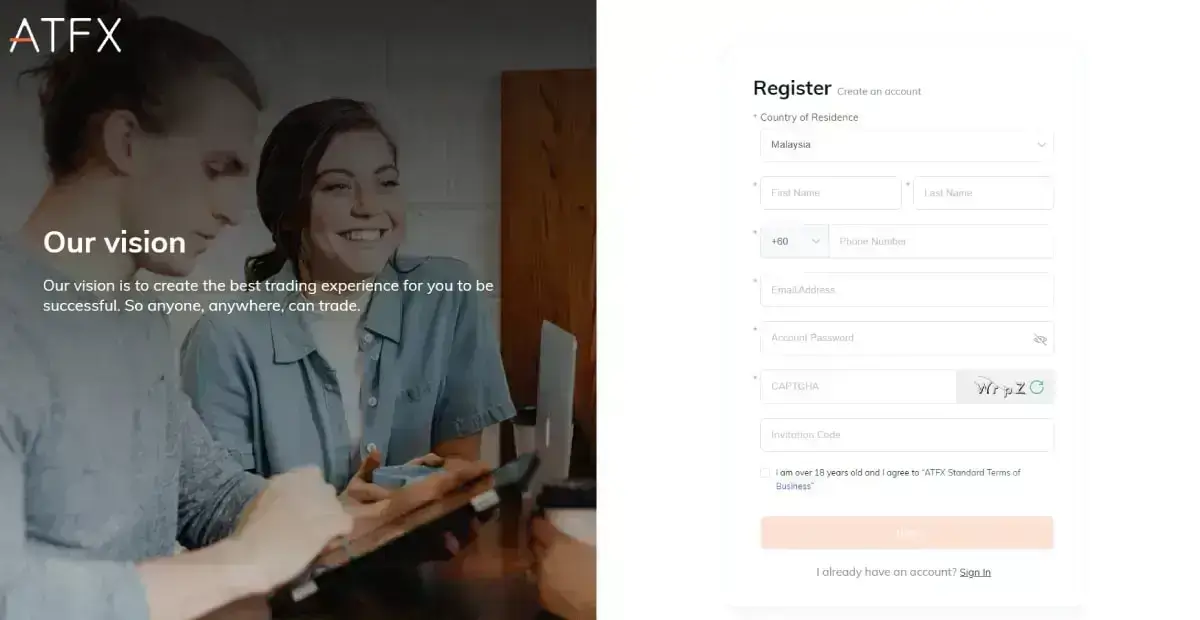 ATFX
Our vision
Our vision is to create the best trading experience for you to be
successful. So anyone, anywhere, can trade.
Register Create an account
* Country of Residence
Malaysia
* First Name * Last Name
* +60 Phone Number
* Email Address
* Account Password
* CAPTCHA WrpZ
Invitation Code
I am over 18 years old and I agree to “ATFX Standard Terms of
Business”
I already have an account? Sign In